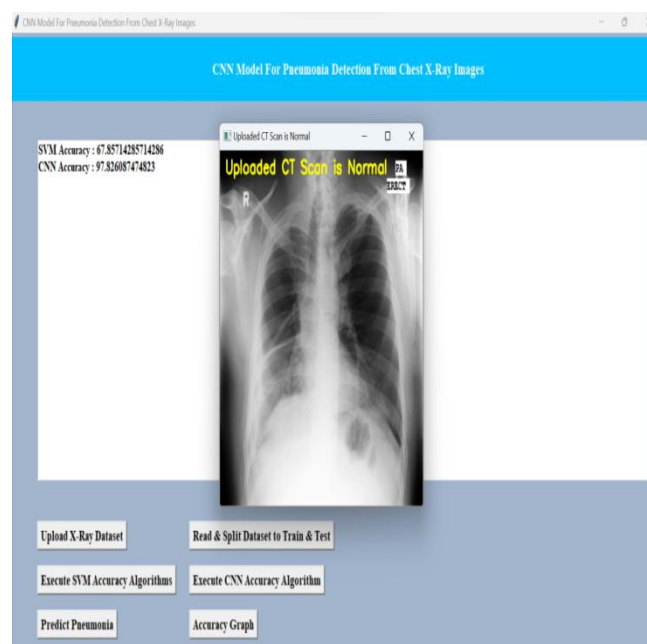 CNN Model For Pneumonia Detection From Chest X-Ray Images
CNN Model For Pneumonia Detection From Chest X-Ray Images
SVM Accuracy : 67.85714285714286
CNN Accuracy : 97.826087474823
Uploaded CT Scan is Normal
Uploaded CT Scan is Normal
PA
ERECT
R
Upload X-Ray Dataset
Read & Split Dataset to Train & Test
Execute SVM Accuracy Algorithms
Execute CNN Accuracy Algorithm
Predict Pneumonia
Accuracy Graph